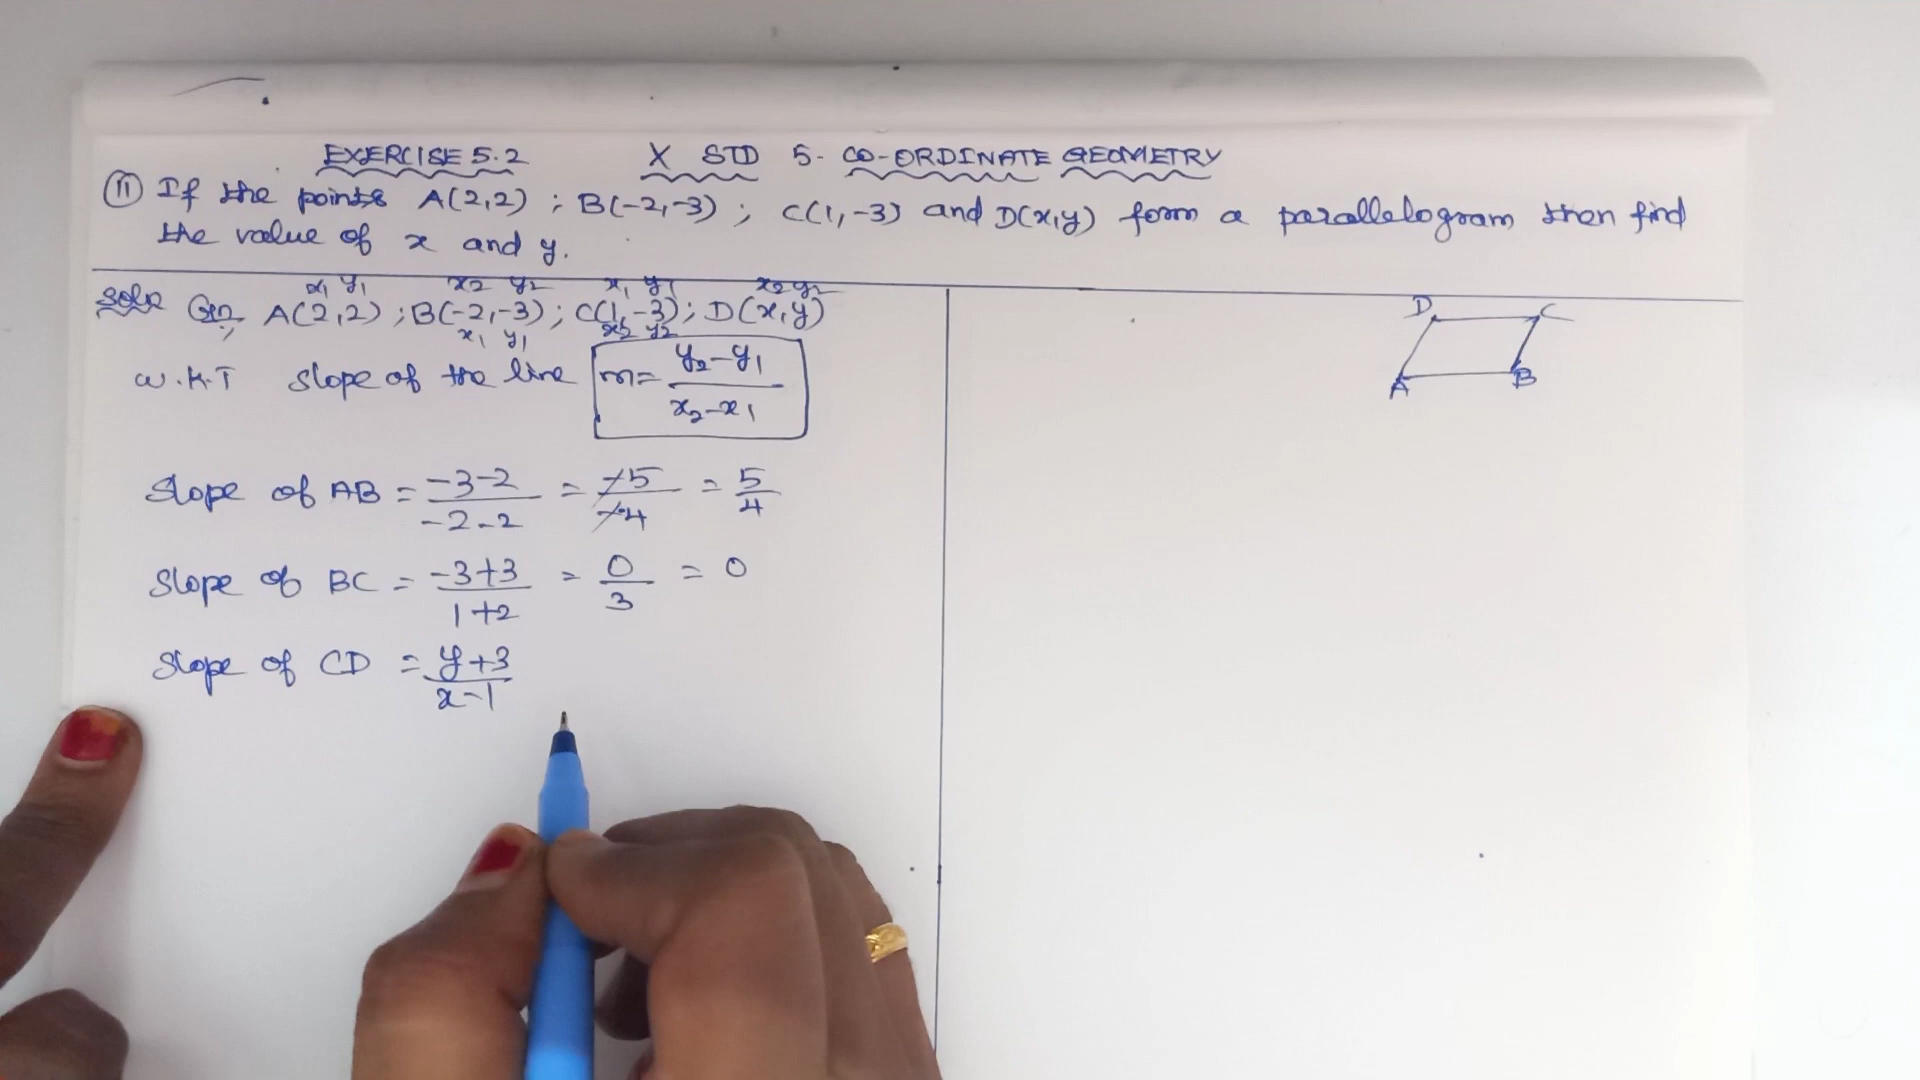 EXERCISE 5.2 X STD 5. CO-ORDINATE GEOMETRY
(11) If the points A(2,2) ; B(-2,-3) ; C(1,-3) and D(x,y) form a parallelogram then find
the value of x and y.
x1 y1 x2 y2 x1 y1 x2 y2
Soln Gn, A(2,2) ; B(-2,-3) ; C(1,-3) ; D(x,y)
x1 y1 x2 y2
W.K.T Slope of the line m = y2-y1 / x2-x1
Slope of AB = -3-2 / -2-2 = -5 / -4 = 5/4
Slope of BC = -3+3 / 1+2 = 0/3 = 0
Slope of CD = y+3 / x-1
D C
A B